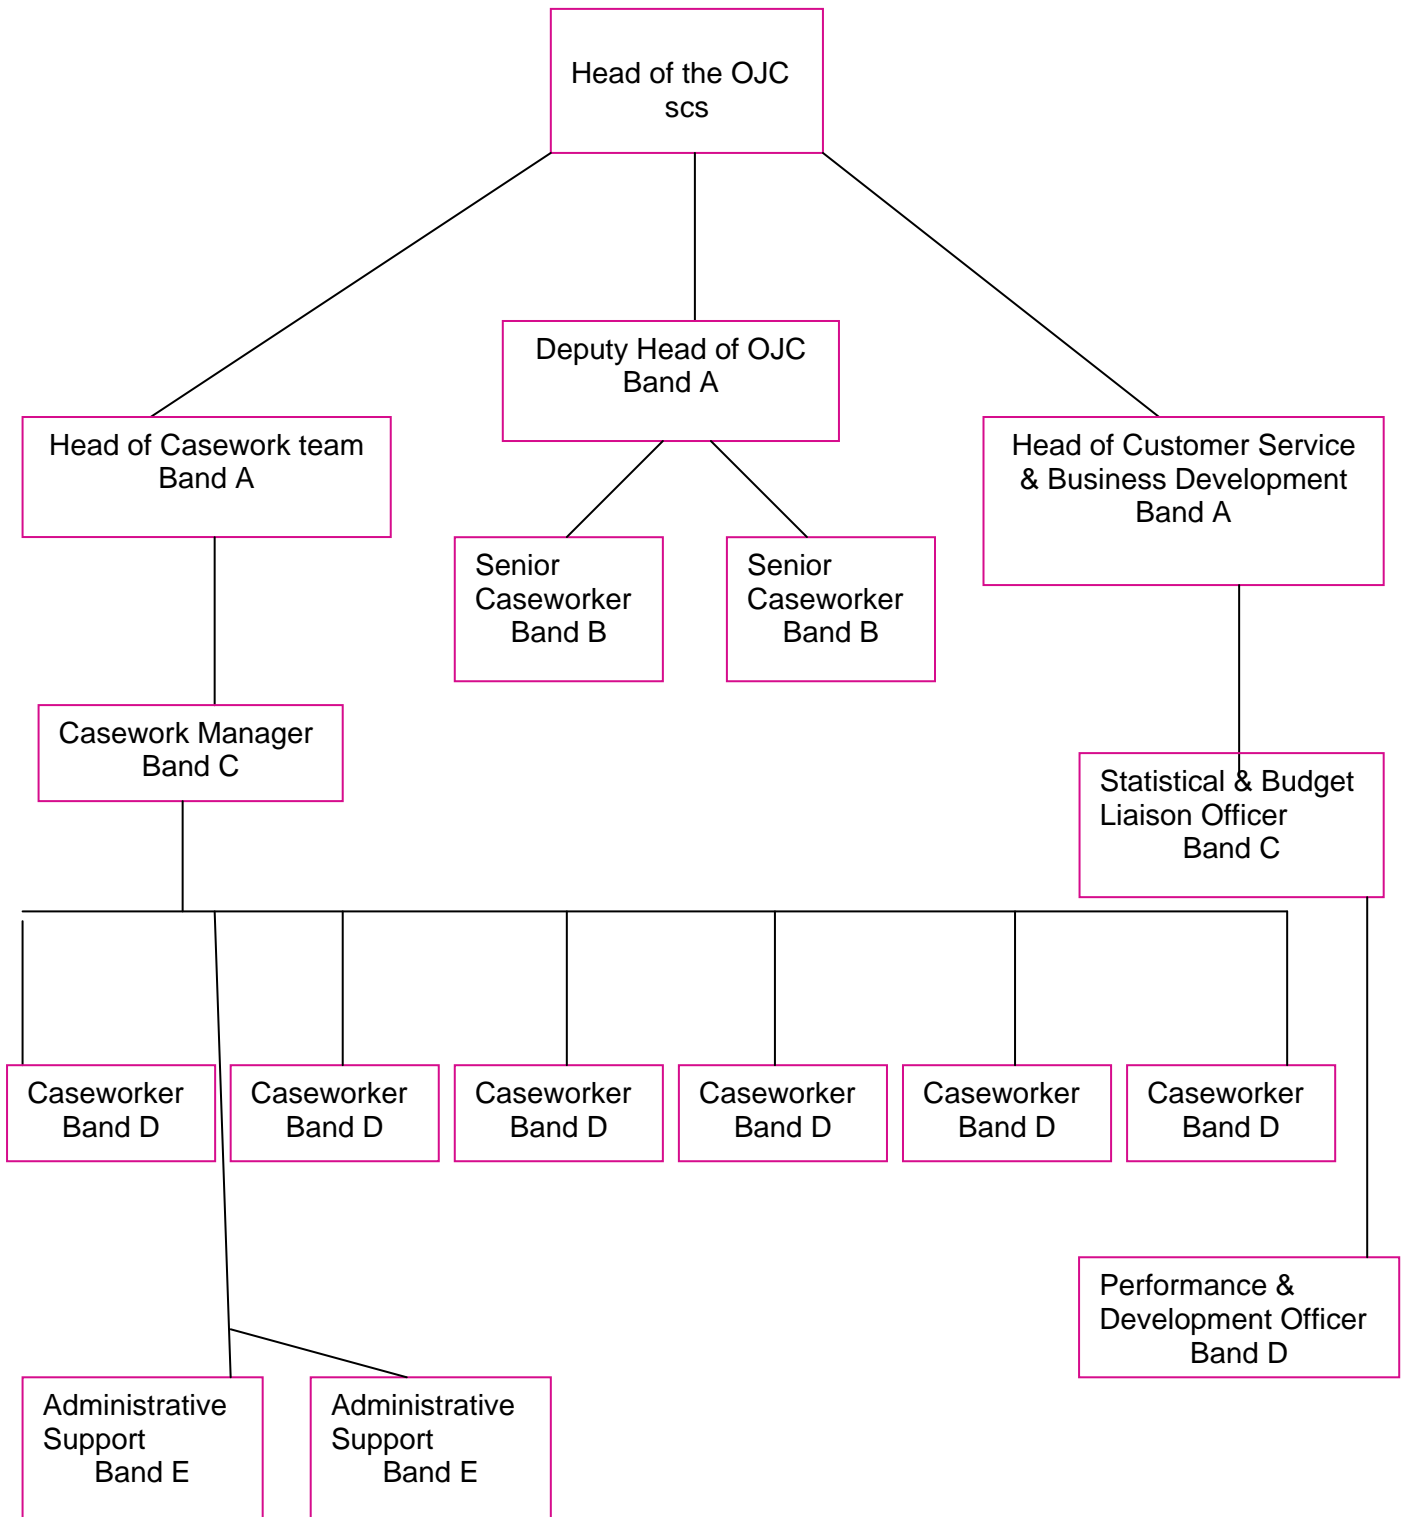 Head of the OJC
scs
Deputy Head of OJC
Band A
Head of Casework team
Band A
Head of Customer Service
& Business Development
Band A
Senior
Caseworker
Band B
Senior
Caseworker
Band B
Casework Manager
Band C
Statistical & Budget
Liaison Officer
Band C
Caseworker
Band D
Caseworker
Band D
Caseworker
Band D
Caseworker
Band D
Caseworker
Band D
Caseworker
Band D
Performance &
Development Officer
Band D
Administrative
Support
Band E
Administrative
Support
Band E